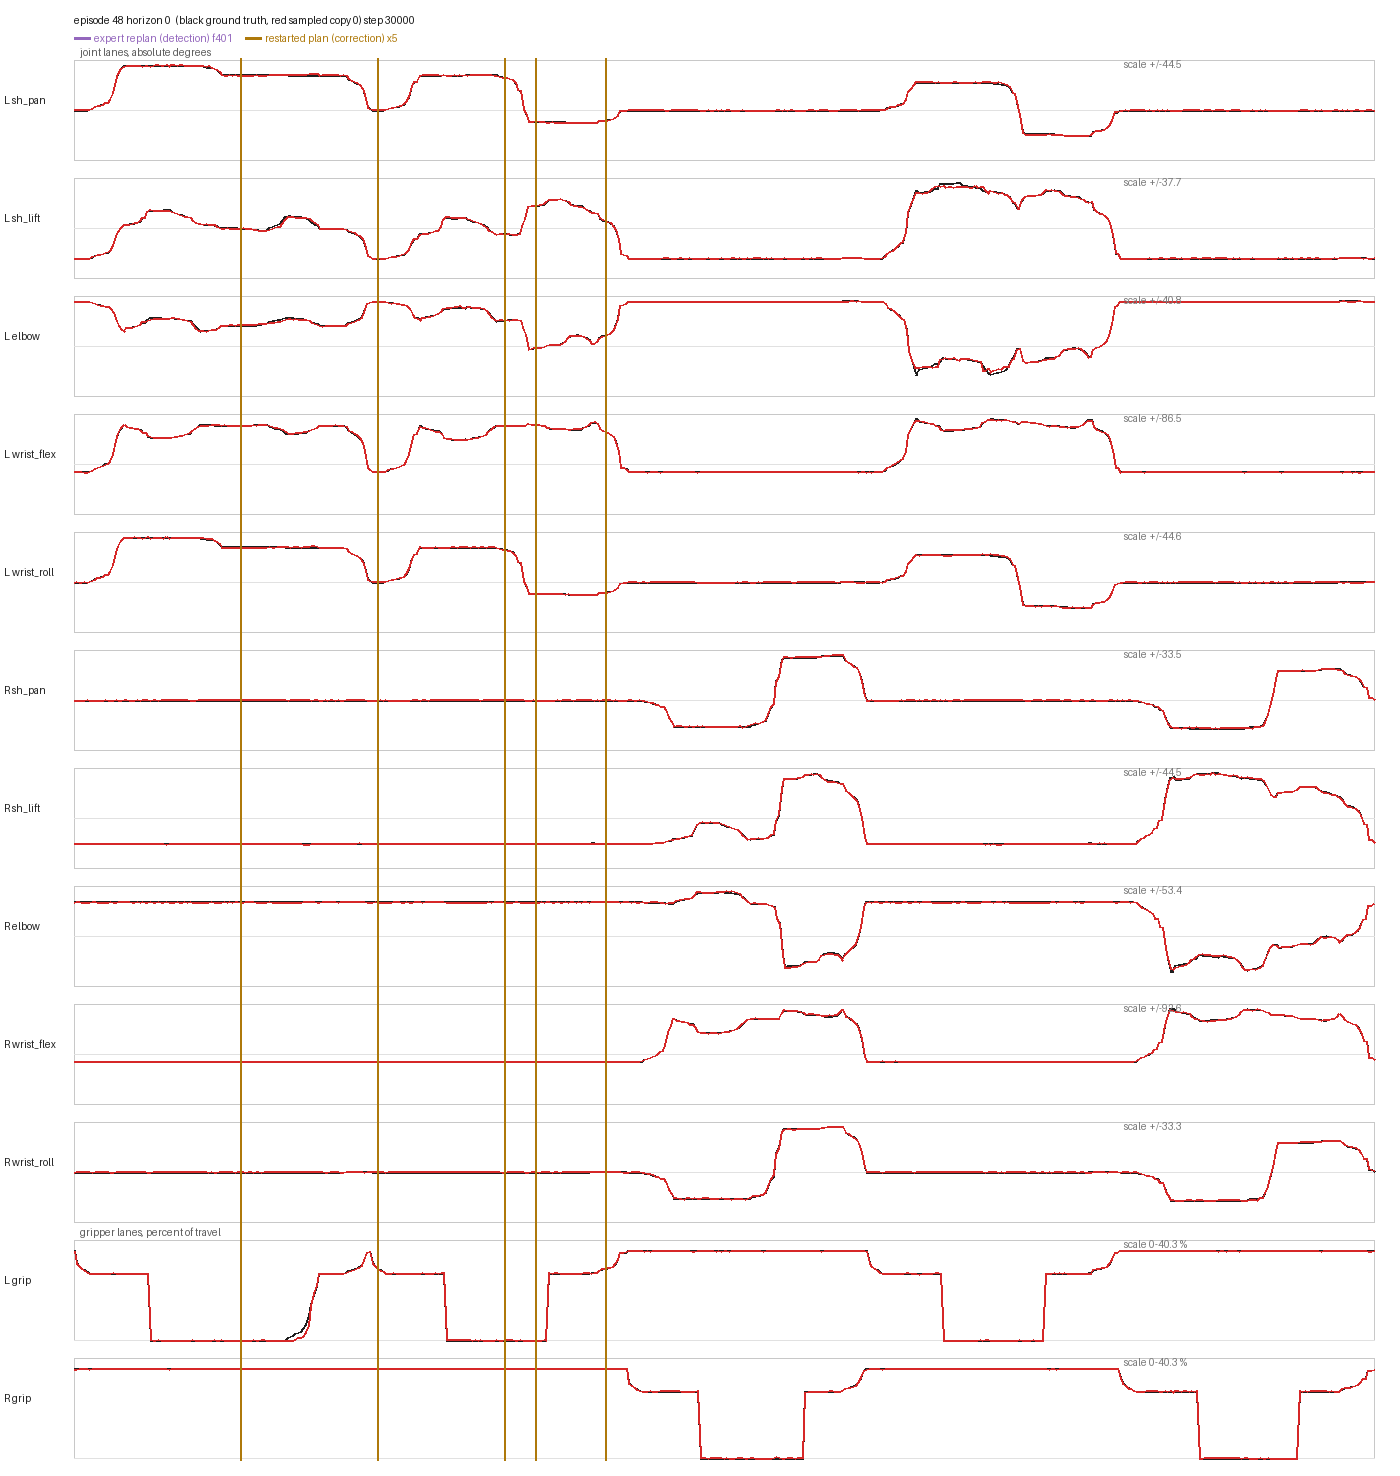 episode 48 horizon 0 (black ground truth, red sampled copy 0) step 30000
expert replan (detection) f401 restarted plan (correction) x5
joint lanes, absolute degrees
L sh_pan scale +/-44.5
L sh_lift scale +/-37.7
L elbow scale +/-40.8
L wrist_flex scale +/-86.5
L wrist_roll scale +/-44.6
R sh_pan scale +/-33.5
R sh_lift scale +/-44.5
R elbow scale +/-53.4
R wrist_flex
R wrist_roll scale +/-33.3
gripper lanes, percent of travel
L grip scale 0-40.3 %
R grip scale 0-40.3 %